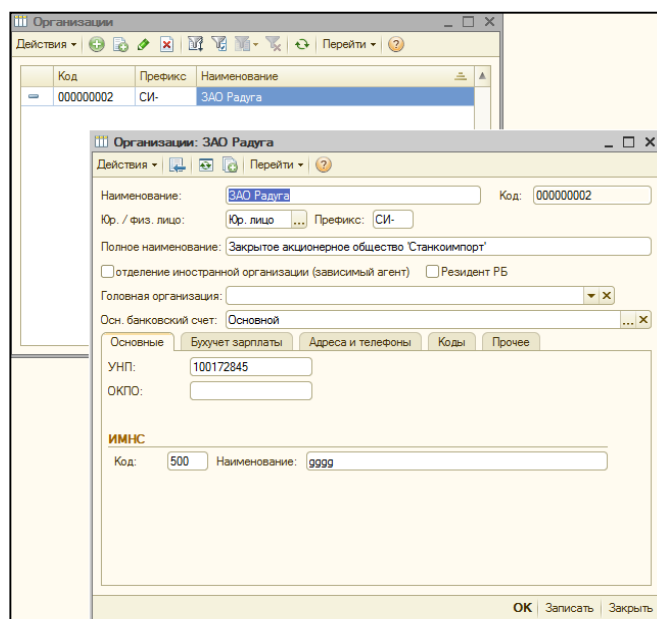 Организации
Действия Перейти
Код Префикс Наименование
000000002 СИ- ЗАО Радуга
Организации: ЗАО Радуга
Действия Перейти
Наименование: ЗАО Радуга Код: 000000002
Юр. / физ. лицо: Юр. лицо ... Префикс: СИ-
Полное наименование: Закрытое акционерное общество 'Станкоимпорт'
отделение иностранной организации (зависимый агент) Резидент РБ
Головная организация:
Осн. банковский счет: Основной ...
Основные Бухучет зарплаты Адреса и телефоны Коды Прочее
УНП: 100172845
ОКПО:
ИМНС
Код: 500 Наименование: gggg
OK Записать Закрыть